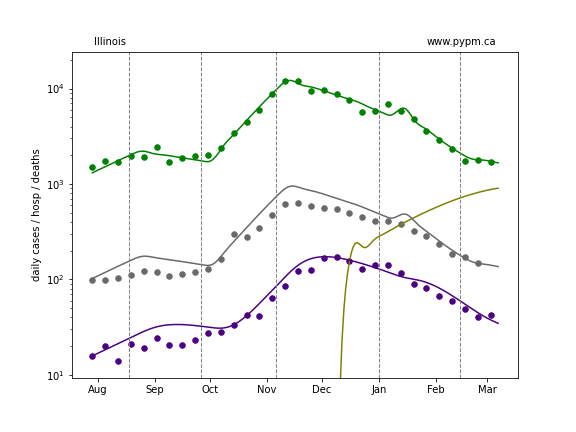 Illinois www.pypm.ca
daily cases / hosp / deaths
10⁴
10³
10²
10¹
Aug Sep Oct Nov Dec Jan Feb Mar